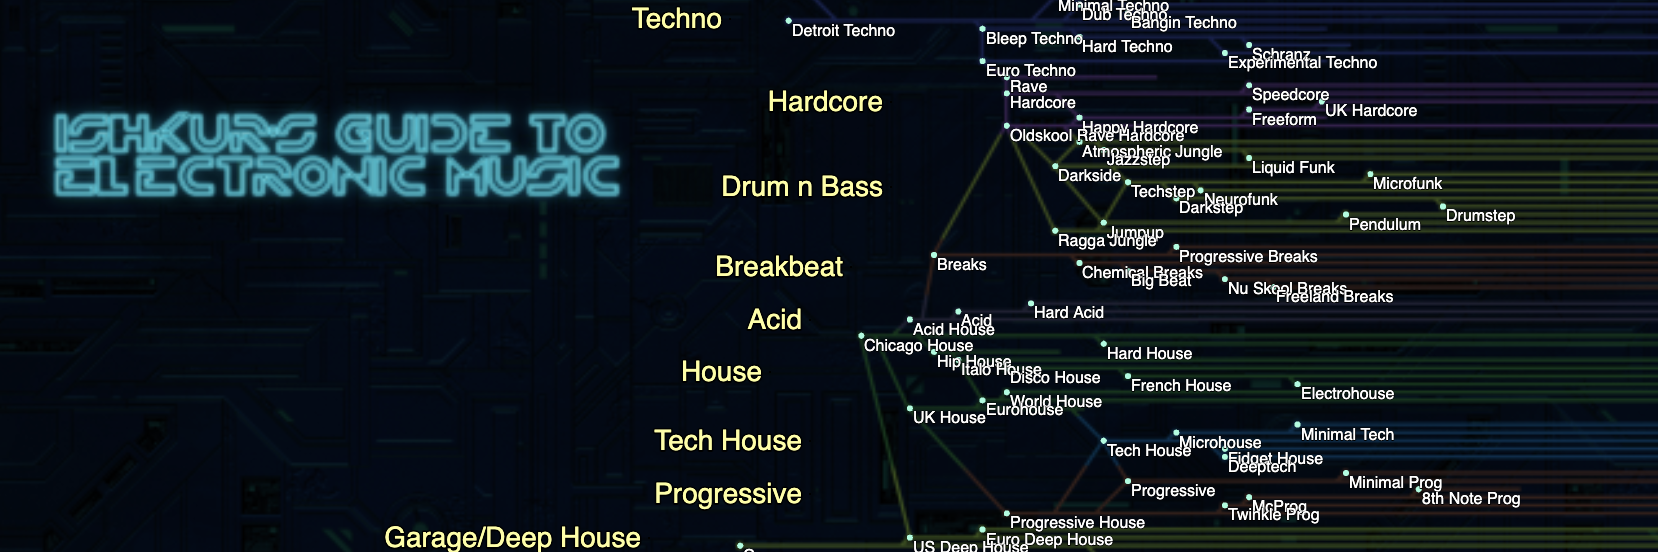 Minimal Techno
Dub Techno
Techno
Bangin Techno
Detroit Techno
Bleep Techno
Hard Techno
Schranz
Experimental Techno
Euro Techno
Rave
Speedcore
Hardcore
Hardcore
UK Hardcore
Freeform
ISHKUR'S GUIDE TO
ELECTRONIC MUSIC
Happy Hardcore
Oldskool Rave Hardcore
Atmospheric Jungle
Jazzstep
Liquid Funk
Darkside
Microfunk
Drum n Bass
Techstep
Neurofunk
Darkstep
Drumstep
Pendulum
Jumpup
Ragga Jungle
Progressive Breaks
Breakbeat
Breaks
Chemical Breaks
Big Beat
Nu Skool Breaks
Freeland Breaks
Hard Acid
Acid
Acid
Acid House
Chicago House
Hard House
Hip House
Italo House
House
Disco House
French House
Electrohouse
World House
Eurohouse
UK House
Minimal Tech
Tech House
Microhouse
Tech House
Fidget House
Deeptech
Minimal Prog
Progressive
Progressive
8th Note Prog
McProg
Twinkie Prog
Progressive House
Garage/Deep House
Euro Deep House
US Deep House